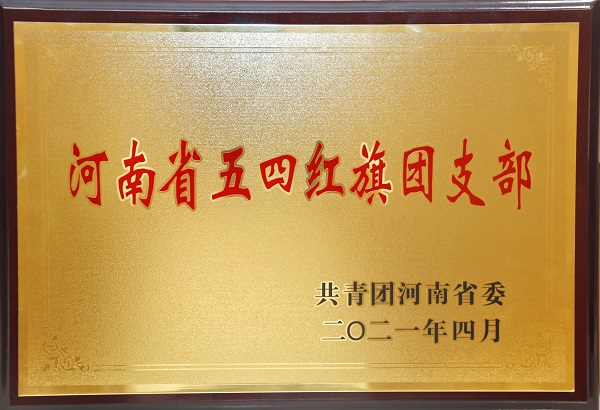 河南省五四红旗团支部
共青团河南省委
二〇二一年四月